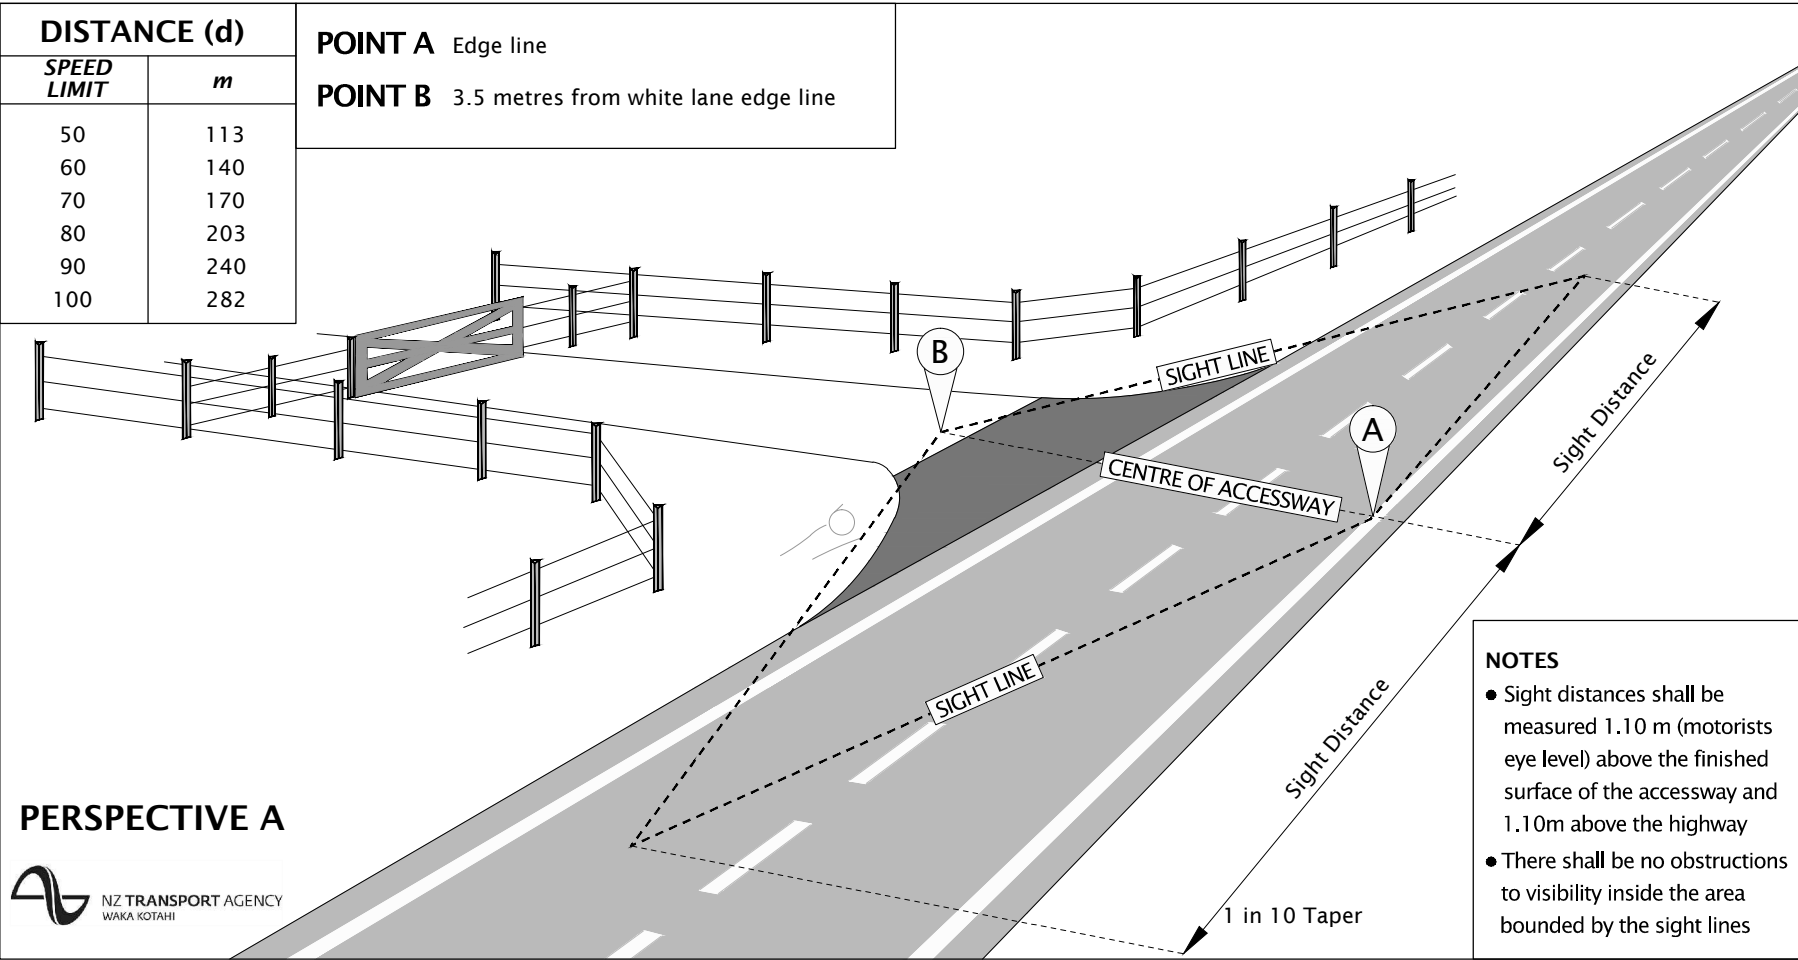 DISTANCE (d)
SPEED LIMIT m
50 113
60 140
70 170
80 203
90 240
100 282
POINT A Edge line
POINT B 3.5 metres from white lane edge line
B
SIGHT LINE
A
CENTRE OF ACCESSWAY
Sight Distance
SIGHT LINE
Sight Distance
1 in 10 Taper
PERSPECTIVE A
NZ TRANSPORT AGENCY
WAKA KOTAHI
NOTES
● Sight distances shall be
measured 1.10 m (motorists
eye level) above the finished
surface of the accessway and
1.10m above the highway
● There shall be no obstructions
to visibility inside the area
bounded by the sight lines